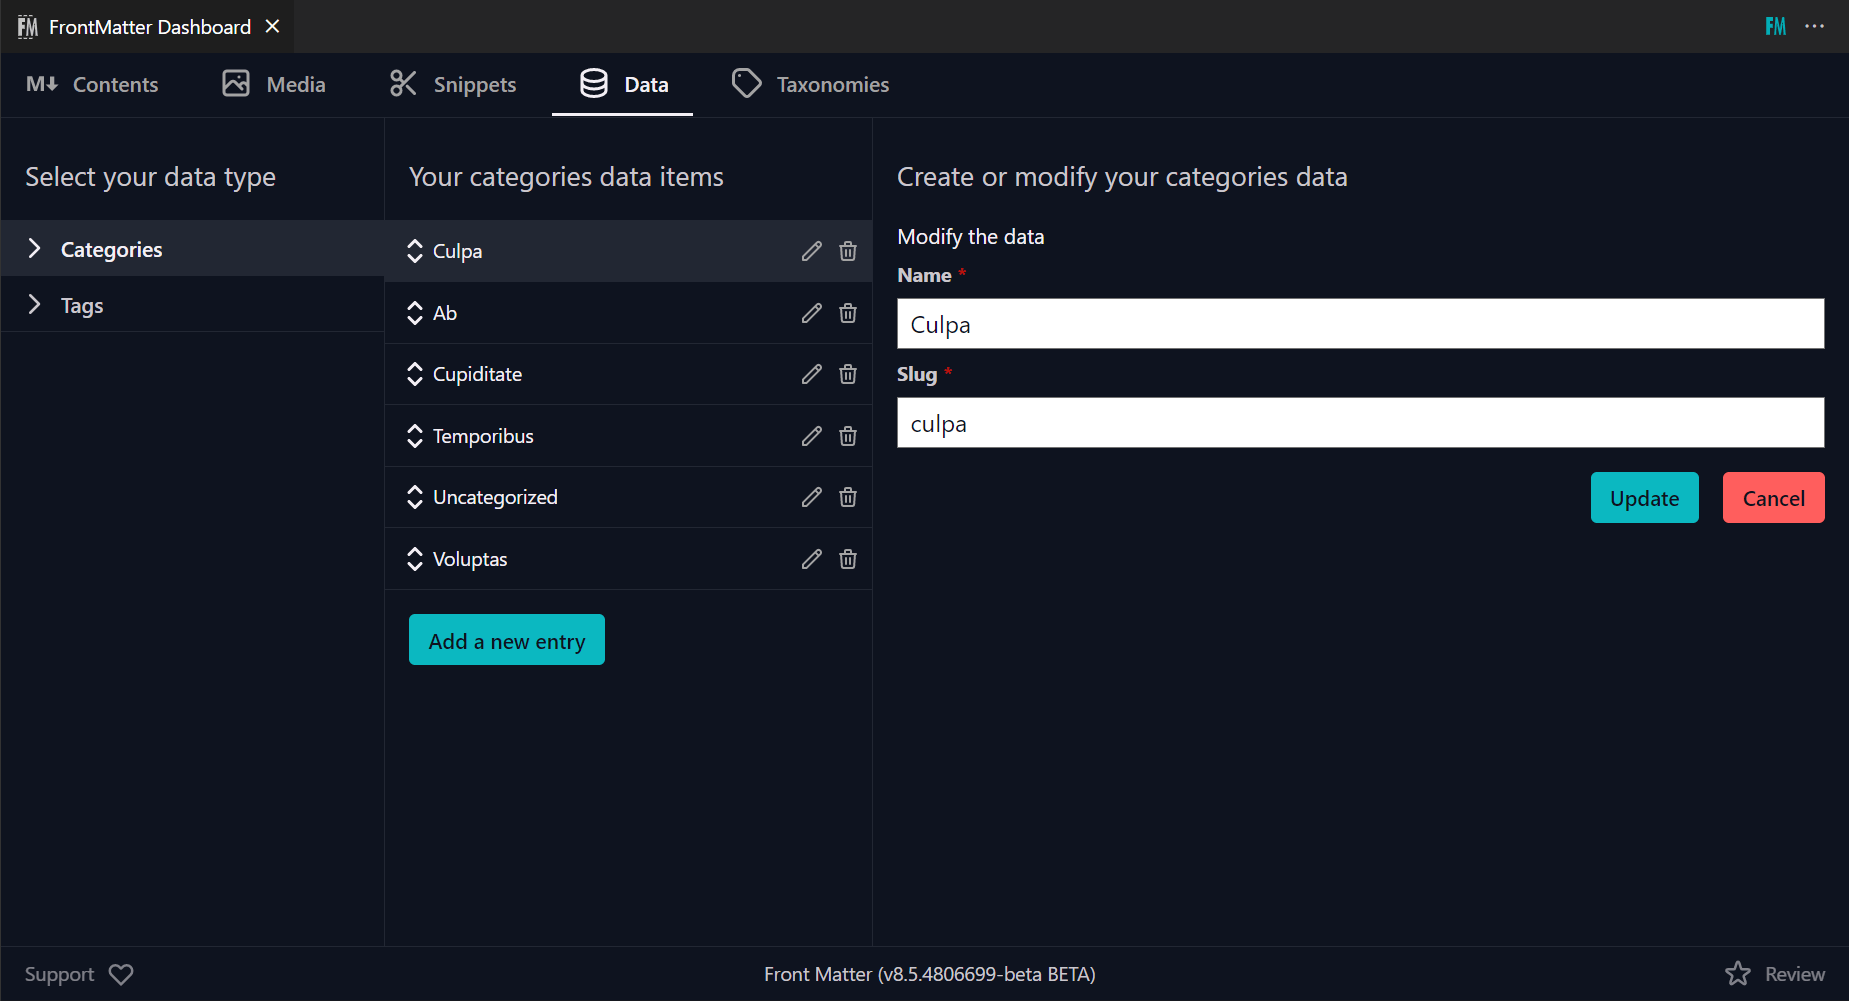 FM FrontMatter Dashboard
FM
M Contents
Media
Snippets
Data
Taxonomies
Select your data type
Categories
Tags
Your categories data items
Culpa
Ab
Cupiditate
Temporibus
Uncategorized
Voluptas
Add a new entry
Create or modify your categories data
Modify the data
Name *
Culpa
Slug *
culpa
Update
Cancel
Support
Front Matter (v8.5.4806699-beta BETA)
Review